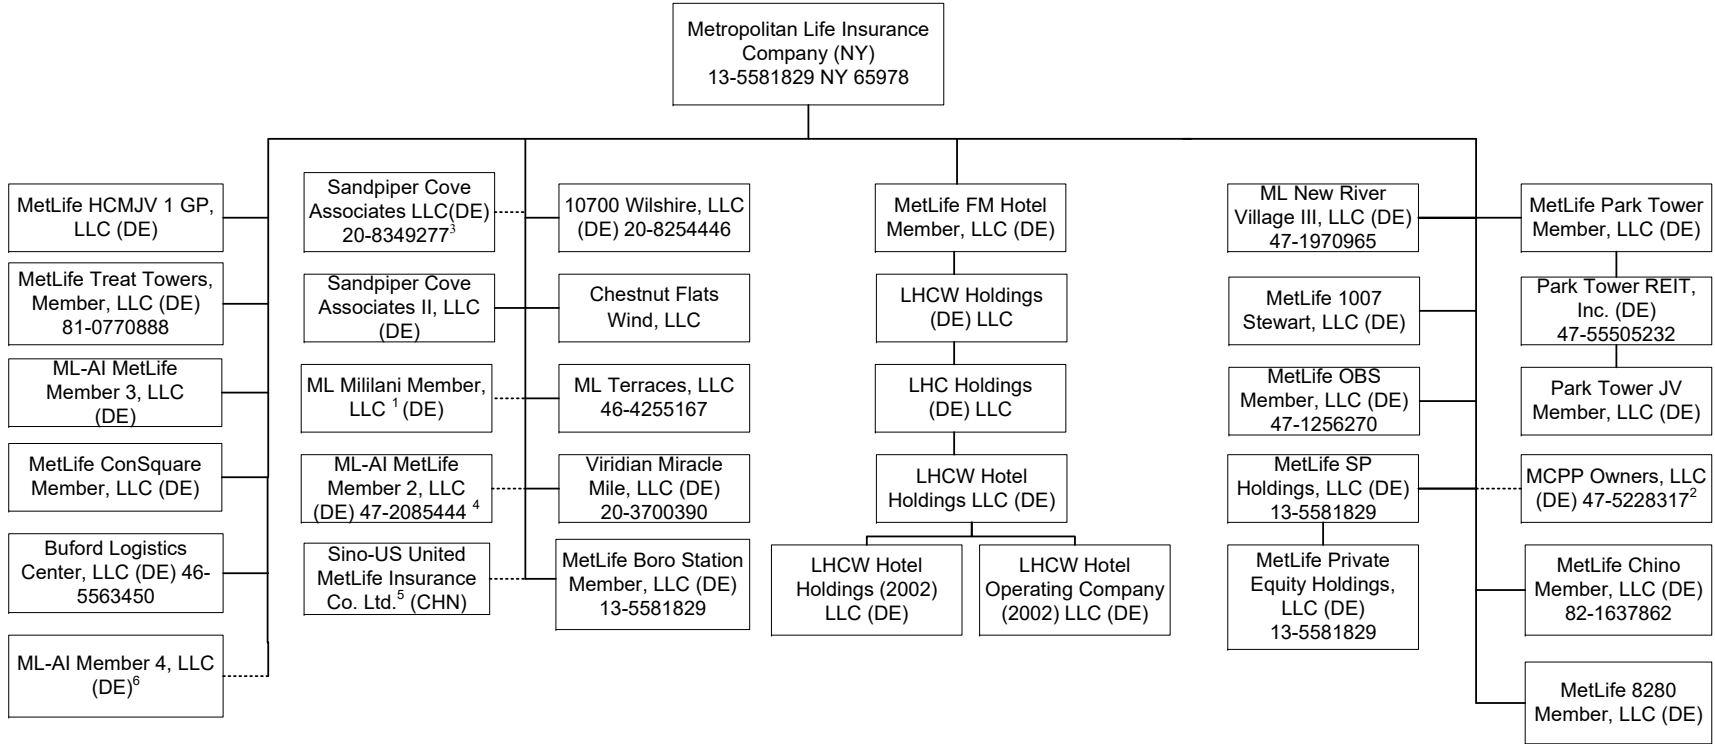 Metropolitan Life Insurance
Company (NY)
13-5581829 NY 65978
MetLife HCMJV 1 GP,
LLC (DE)
MetLife Treat Towers,
Member, LLC (DE)
81-0770888
ML-AI MetLife
Member 3, LLC
(DE)
MetLife ConSquare
Member, LLC (DE)
Buford Logistics
Center, LLC (DE) 46-
5563450
ML-AI Member 4, LLC
(DE)6
Sandpiper Cove
Associates LLC(DE)
20-83492773
Sandpiper Cove
Associates II, LLC
(DE)
ML Mililani Member,
LLC 1 (DE)
ML-AI MetLife
Member 2, LLC
(DE) 47-2085444 4
Sino-US United
MetLife Insurance
Co. Ltd.5 (CHN)
10700 Wilshire, LLC
(DE) 20-8254446
Chestnut Flats
Wind, LLC
ML Terraces, LLC
46-4255167
Viridian Miracle
Mile, LLC (DE)
20-3700390
MetLife Boro Station
Member, LLC (DE)
13-5581829
MetLife FM Hotel
Member, LLC (DE)
LHCW Holdings
(DE) LLC
LHC Holdings
(DE) LLC
LHCW Hotel
Holdings LLC (DE)
LHCW Hotel
Holdings (2002)
LLC (DE)
LHCW Hotel
Operating Company
(2002) LLC (DE)
ML New River
Village III, LLC (DE)
47-1970965
MetLife 1007
Stewart, LLC (DE)
MetLife OBS
Member, LLC (DE)
47-1256270
MetLife SP
Holdings, LLC (DE)
13-5581829
MetLife Private
Equity Holdings,
LLC (DE)
13-5581829
MetLife Park Tower
Member, LLC (DE)
Park Tower REIT,
Inc. (DE)
47-55505232
Park Tower JV
Member, LLC (DE)
MCPP Owners, LLC
(DE) 47-52283172
MetLife Chino
Member, LLC (DE)
82-1637862
MetLife 8280
Member, LLC (DE)